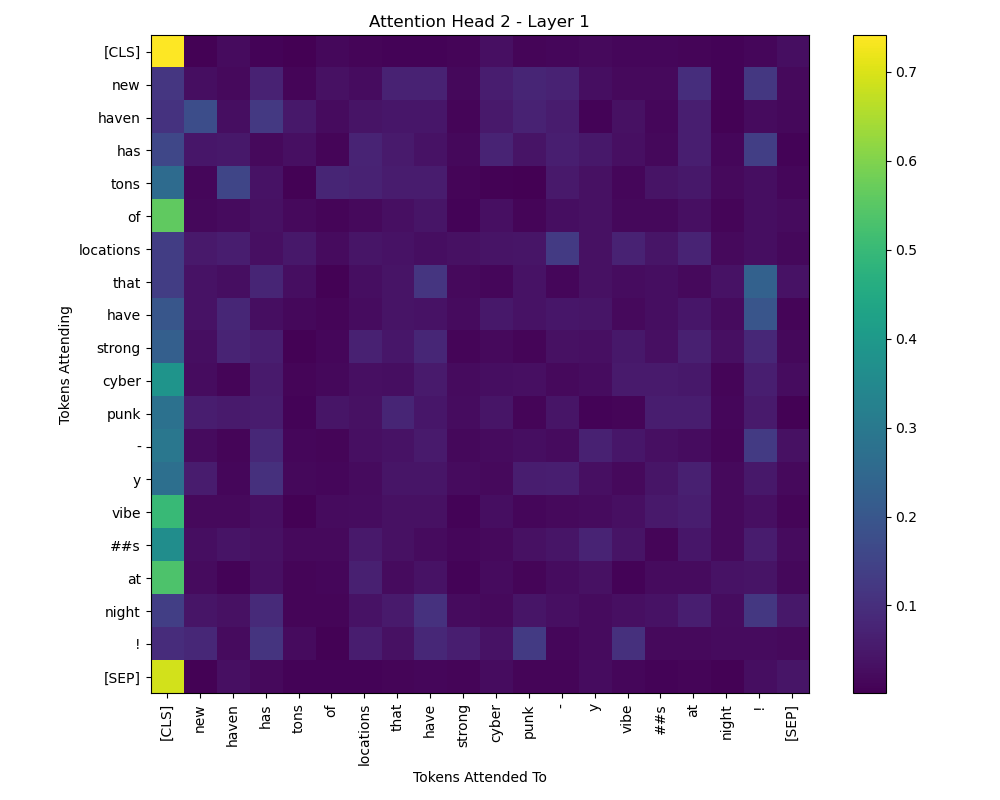 Attention Head 2 - Layer 1
[CLS]
new
haven
has
tons
of
locations
that
have
strong
cyber
punk
-
y
vibe
##s
at
night
!
[SEP]
Tokens Attending
[CLS]
new
haven
has
tons
of
locations
that
have
strong
cyber
punk
-
y
vibe
##s
at
night
!
[SEP]
Tokens Attended To
0.7
0.6
0.5
0.4
0.3
0.2
0.1